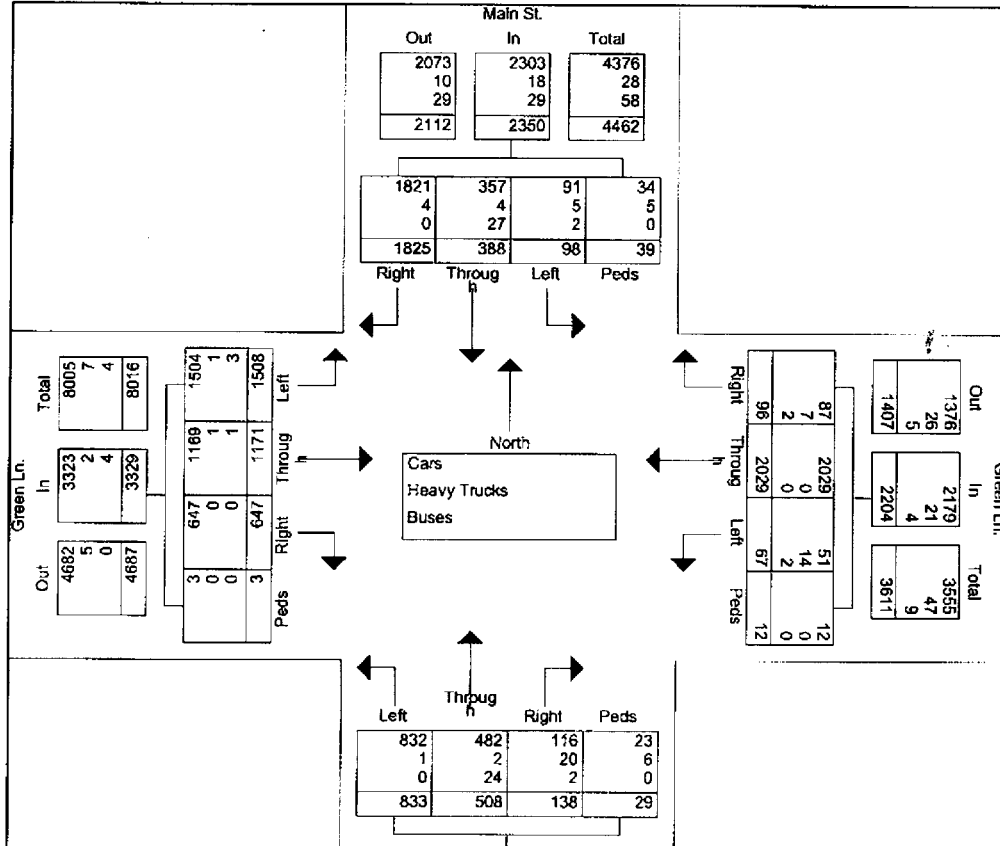 Main St.
Out In Total
2073 2303 4376
10 18 28
29 29 58
2112 2350 4462
1821 357 91 34
4 4 5 5
0 27 2 0
1825 388 98 39
Right Throug
h Left Peds
Green Ln.
Total
8005
7
4
8016
In
3323
2
4
3329
Out
4682
5
0
4687
1504
1
3
1508
Left
1169
1
1
1171
Throug
h
647
0
0
647
Right
3
0
0
3
Peds
North
Cars
Heavy Trucks
Buses
Right
87
7
2
96
Throug
h
2029
0
0
2029
Left
51
14
2
67
Peds
12
0
0
12
Out
1376
26
5
1407
In
2179
21
4
2204
Total
3555
47
9
3611
Green Ln.
Left Throug
h Right Peds
832 482 116 23
1 2 20 6
0 24 2 0
833 508 138 29